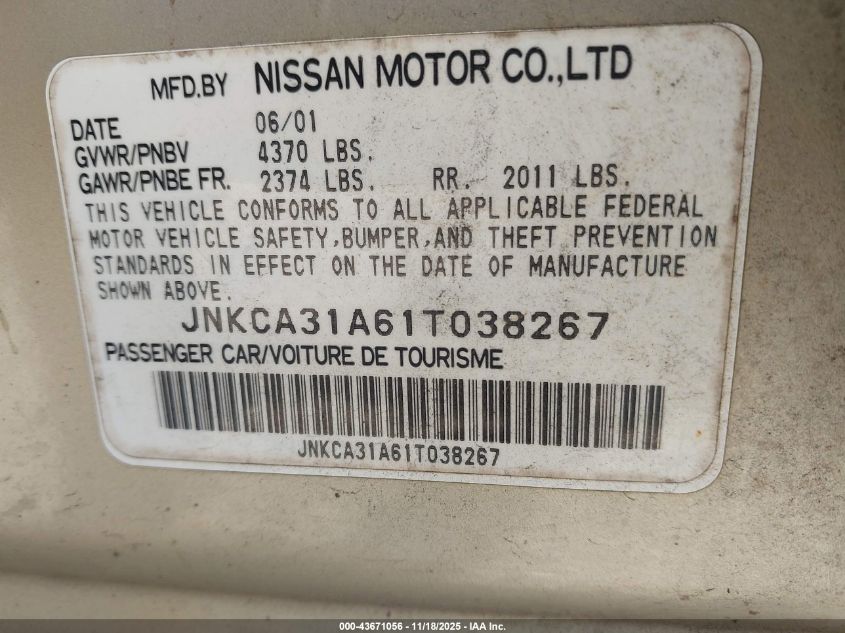 MFD.BY NISSAN MOTOR CO.,LTD
DATE 06/01
GVWR/PNBV 4370 LBS.
GAWR/PNBE FR. 2374 LBS. RR. 2011 LBS.
THIS VEHICLE CONFORMS TO ALL APPLICABLE FEDERAL
MOTOR VEHICLE SAFETY,BUMPER,AND THEFT PREVENTION
STANDARDS IN EFFECT ON THE DATE OF MANUFACTURE
SHOWN ABOVE.
JNKCA31A61T038267
PASSENGER CAR/VOITURE DE TOURISME
JNKCA31A61T038267
000-43671056 - 11/18/2025 - IAA Inc.